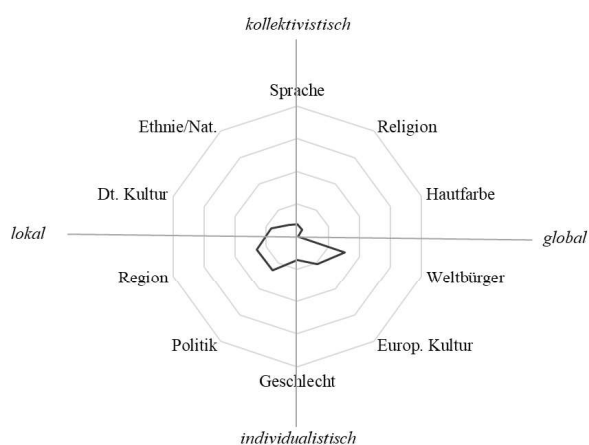 kollektivistisch
Sprache
Ethnie/Nat.
Religion
Dt. Kultur
Hautfarbe
lokal
global
Region
Weltbürger
Politik
Europ. Kultur
Geschlecht
individualistisch